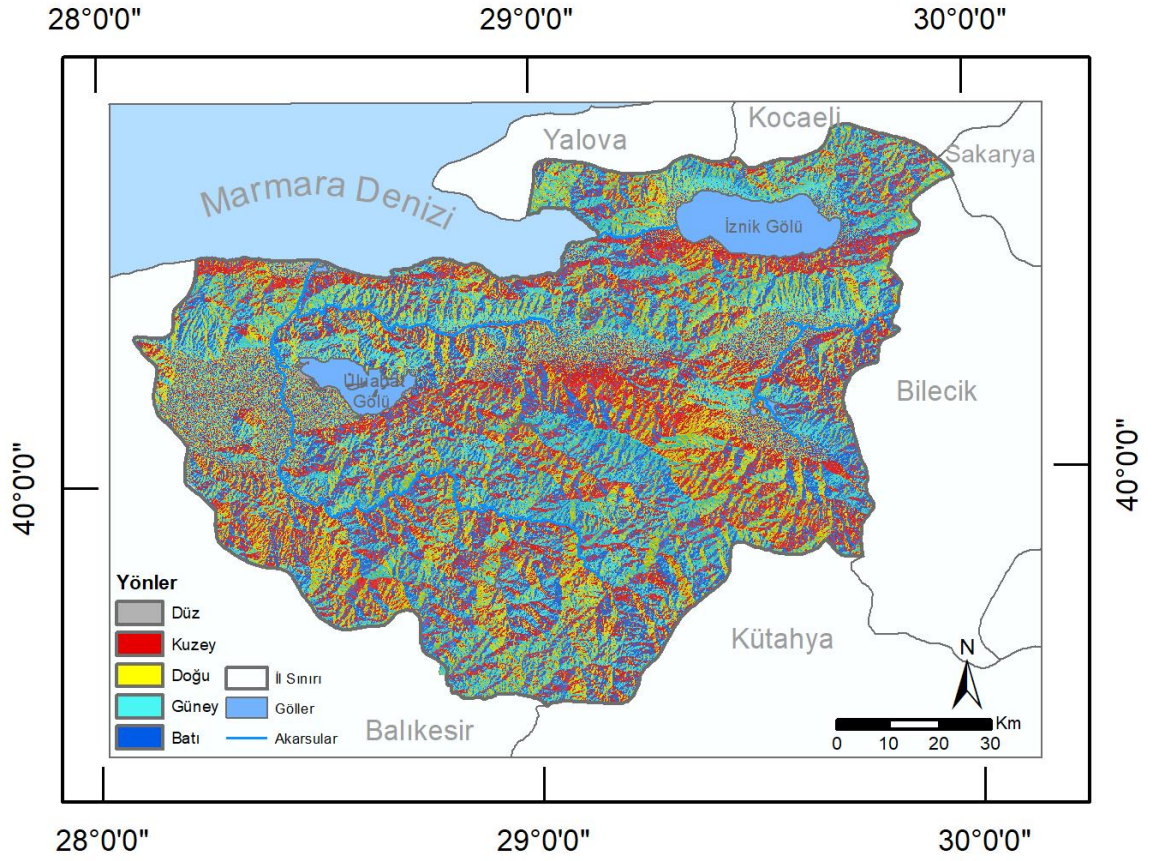 28°0'0" 29°0'0" 30°0'0"
Kocaeli
Yalova
Sakarya
Marmara Denizi
İznik Gölü
Uluabat
Gölü
Bilecik
40°0'0" 40°0'0"
Kütahya
Balıkesir
Yönler
Düz
Kuzey
Doğu
Güney
Batı
İl Sınırı
Göller
Akarsular
N
Km
0 10 20 30
28°0'0" 29°0'0" 30°0'0"